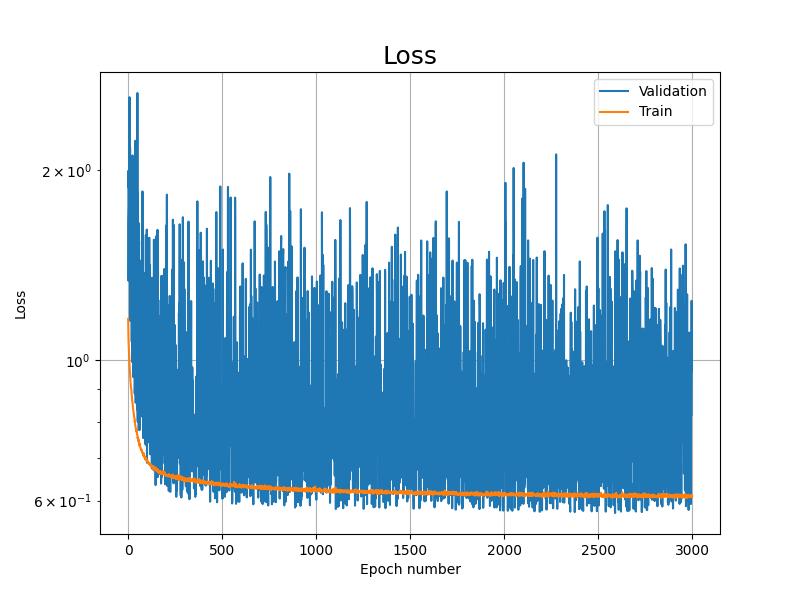 Loss
Validation
Train
2 × 10⁰
10⁰
6 × 10⁻¹
Loss
0 500 1000 1500 2000 2500 3000
Epoch number